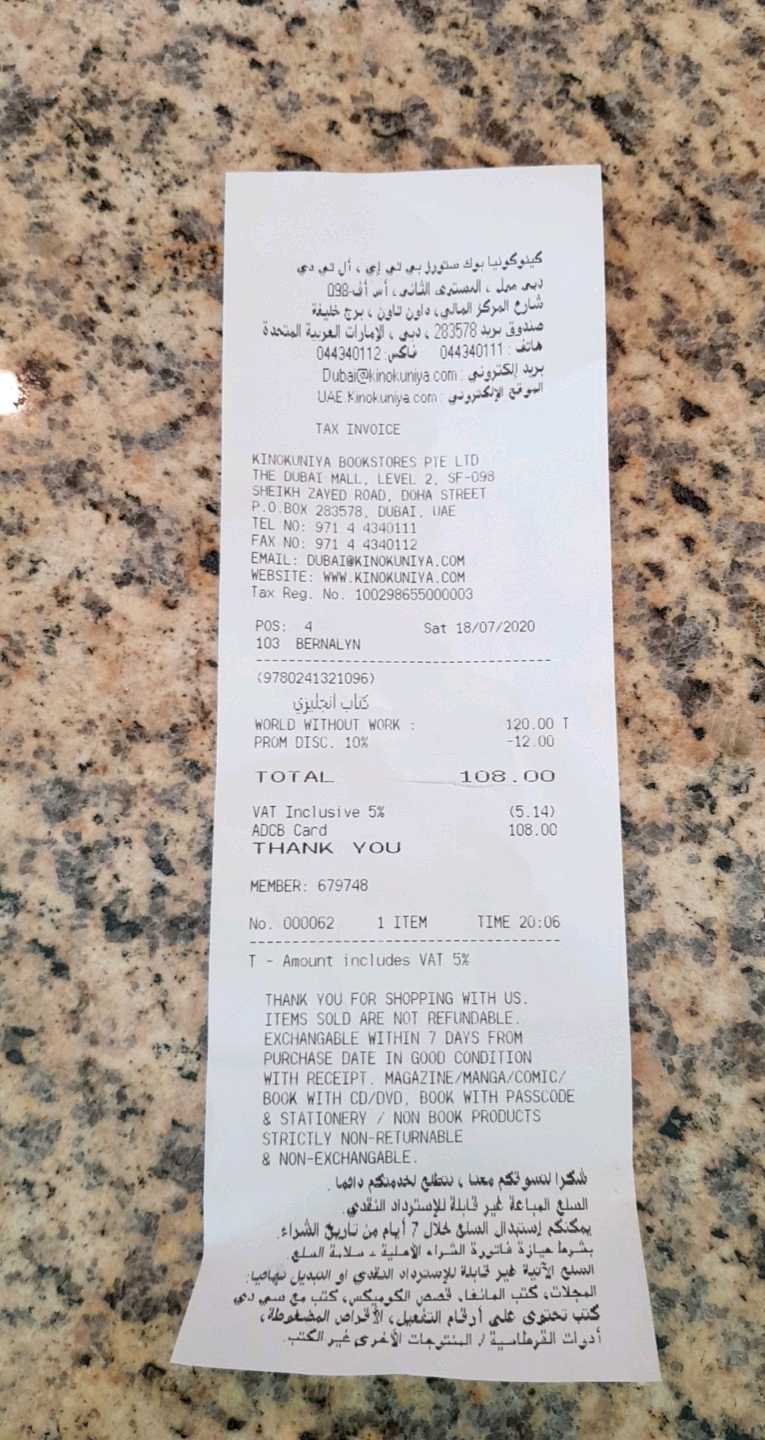 كينوكونيا بوك ستورز بي تي إي ، أل تي دي
دبي مول ، المستوى الثاني ، أس أف-098
شارع المركز المالي، داون تاون ، برج خليفة
صندوق بريد 283578 ، دبي ، الإمارات العربية المتحدة
هاتف : 044340111 فاكس: 044340112
بريد إلكتروني : Dubai@kinokuniya.com
الموقع الإلكتروني : UAE.Kinokuniya.com
TAX INVOICE
KINOKUNIYA BOOKSTORES PTE LTD
THE DUBAI MALL, LEVEL 2, SF-098
SHEIKH ZAYED ROAD, DOHA STREET
P.O.BOX 283578, DUBAI, UAE
TEL NO: 971 4 4340111
FAX NO: 971 4 4340112
EMAIL: DUBAI@KINOKUNIYA.COM
WEBSITE: WWW.KINOKUNIYA.COM
Tax Reg. No. 100298655000003
POS: 4 Sat 18/07/2020
103 BERNALYN
(9780241321096)
كتاب انجليزي
WORLD WITHOUT WORK : 120.00 T
PROM DISC. 10% -12.00
TOTAL 108.00
VAT Inclusive 5% (5.14)
ADCB Card 108.00
THANK YOU
MEMBER: 679748
No. 000062 1 ITEM TIME 20:06
T - Amount includes VAT 5%
THANK YOU FOR SHOPPING WITH US.
ITEMS SOLD ARE NOT REFUNDABLE.
EXCHANGABLE WITHIN 7 DAYS FROM
PURCHASE DATE IN GOOD CONDITION
WITH RECEIPT. MAGAZINE/MANGA/COMIC/
BOOK WITH CD/DVD, BOOK WITH PASSCODE
& STATIONERY / NON BOOK PRODUCTS
STRICTLY NON-RETURNABLE
& NON-EXCHANGABLE.
شكرا لتسوقكم معنا ، نتطلع لخدمتكم دائما .
السلع المباعة غير قابلة للإسترداد النقدي.
يمكنكم إستبدال السلع خلال 7 أيام من تاريخ الشراء.
بشرط حيازة فاتورة الشراء الأصلية + سلامة السلع.
السلع الآتية غير قابلة للإسترداد النقدي او التبديل نهائيا:
المجلات، كتب المانغا، قصص الكوميكس، كتب مع سي دي
كتب تحتوي على أرقام التفعيل، الأقراص المضغوطة،
أدوات القرطاسية / المنتوجات الأخرى غير الكتب.